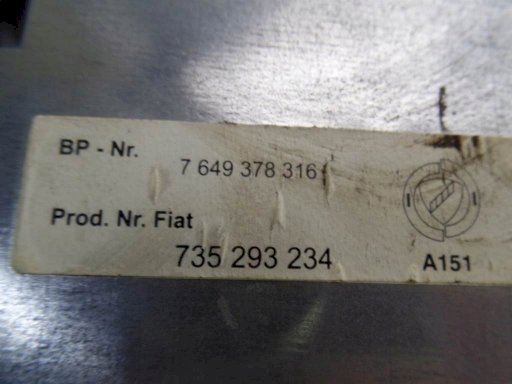 BP - Nr. 7 649 378 316
Prod. Nr. Fiat
735 293 234 A151